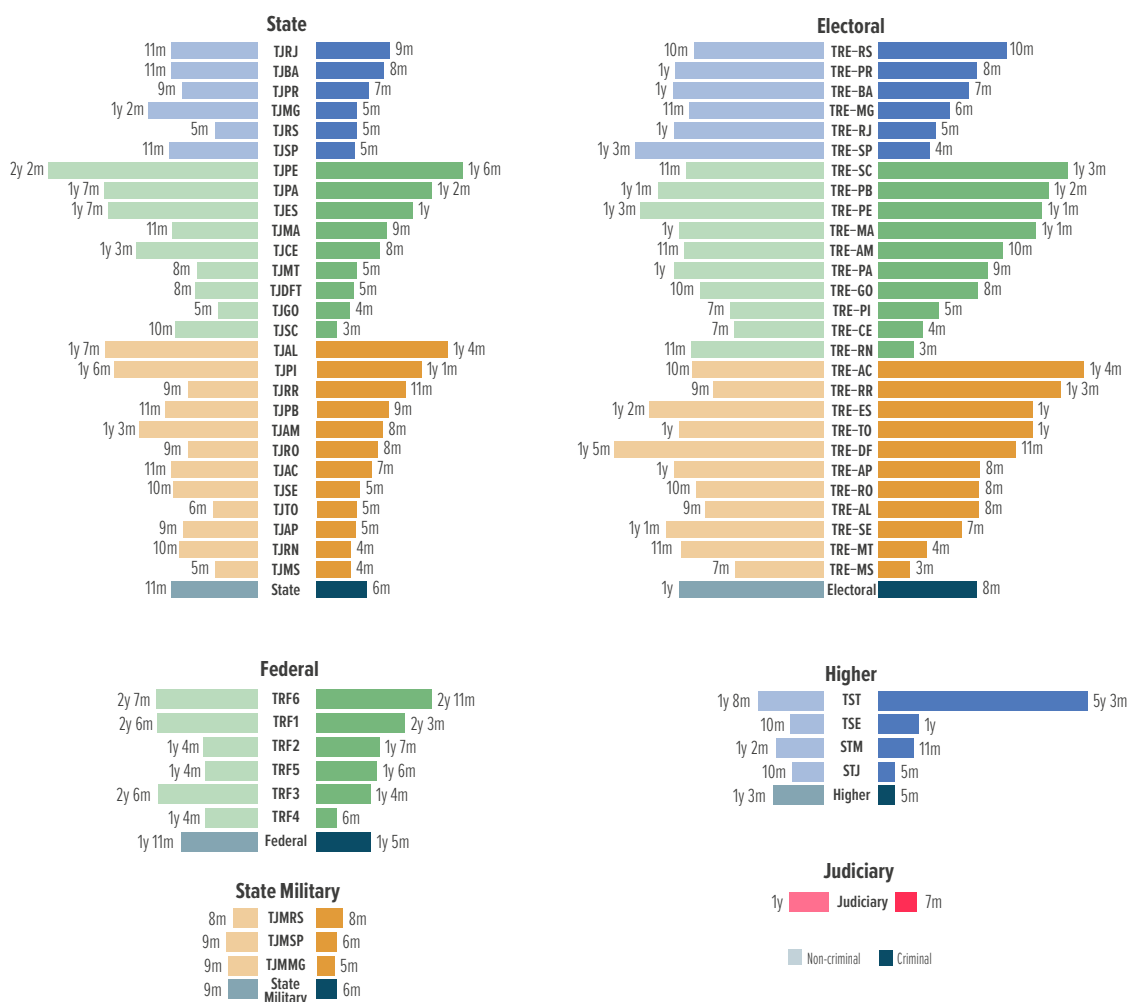 State
11m TJRJ 9m
11m TJBA 8m
9m TJPR 7m
1y 2m TJMG 5m
5m TJRS 5m
11m TJSP 5m
2y 2m TJPE 1y 6m
1y 7m TJPA 1y 2m
1y 7m TJES 1y
11m TJMA 9m
1y 3m TJCE 8m
8m TJMT 5m
8m TJDFT 5m
5m TJGO 4m
10m TJSC 3m
1y 7m TJAL 1y 4m
1y 6m TJPI 1y 1m
9m TJRR 11m
11m TJPB 9m
1y 3m TJAM 8m
9m TJRO 8m
11m TJAC 7m
10m TJSE 5m
6m TJTO 5m
9m TJAP 5m
10m TJRN 4m
5m TJMS 4m
11m State 6m
Electoral
10m TRE-RS 10m
1y TRE-PR 8m
1y TRE-BA 7m
11m TRE-MG 6m
1y TRE-RJ 5m
1y 3m TRE-SP 4m
11m TRE-SC 1y 3m
1y 1m TRE-PB 1y 2m
1y 3m TRE-PE 1y 1m
1y TRE-MA 1y 1m
11m TRE-AM 10m
1y TRE-PA 9m
10m TRE-GO 8m
7m TRE-PI 5m
7m TRE-CE 4m
11m TRE-RN 3m
10m TRE-AC 1y 4m
9m TRE-RR 1y 3m
1y 2m TRE-ES 1y
1y TRE-TO 1y
1y 5m TRE-DF 11m
1y TRE-AP 8m
10m TRE-RO 8m
9m TRE-AL 8m
1y 1m TRE-SE 7m
11m TRE-MT 4m
7m TRE-MS 3m
1y Electoral 8m
Federal
2y 7m TRF6 2y 11m
2y 6m TRF1 2y 3m
1y 4m TRF2 1y 7m
1y 4m TRF5 1y 6m
2y 6m TRF3 1y 4m
1y 4m TRF4 6m
1y 11m Federal 1y 5m
Higher
1y 8m TST 5y 3m
10m TSE 1y
1y 2m STM 11m
10m STJ 5m
1y 3m Higher 5m
State Military
8m TJMRS 8m
9m TJMSP 6m
9m TJMMG 5m
9m State Military 6m
Judiciary
1y Judiciary 7m
Non-criminal Criminal